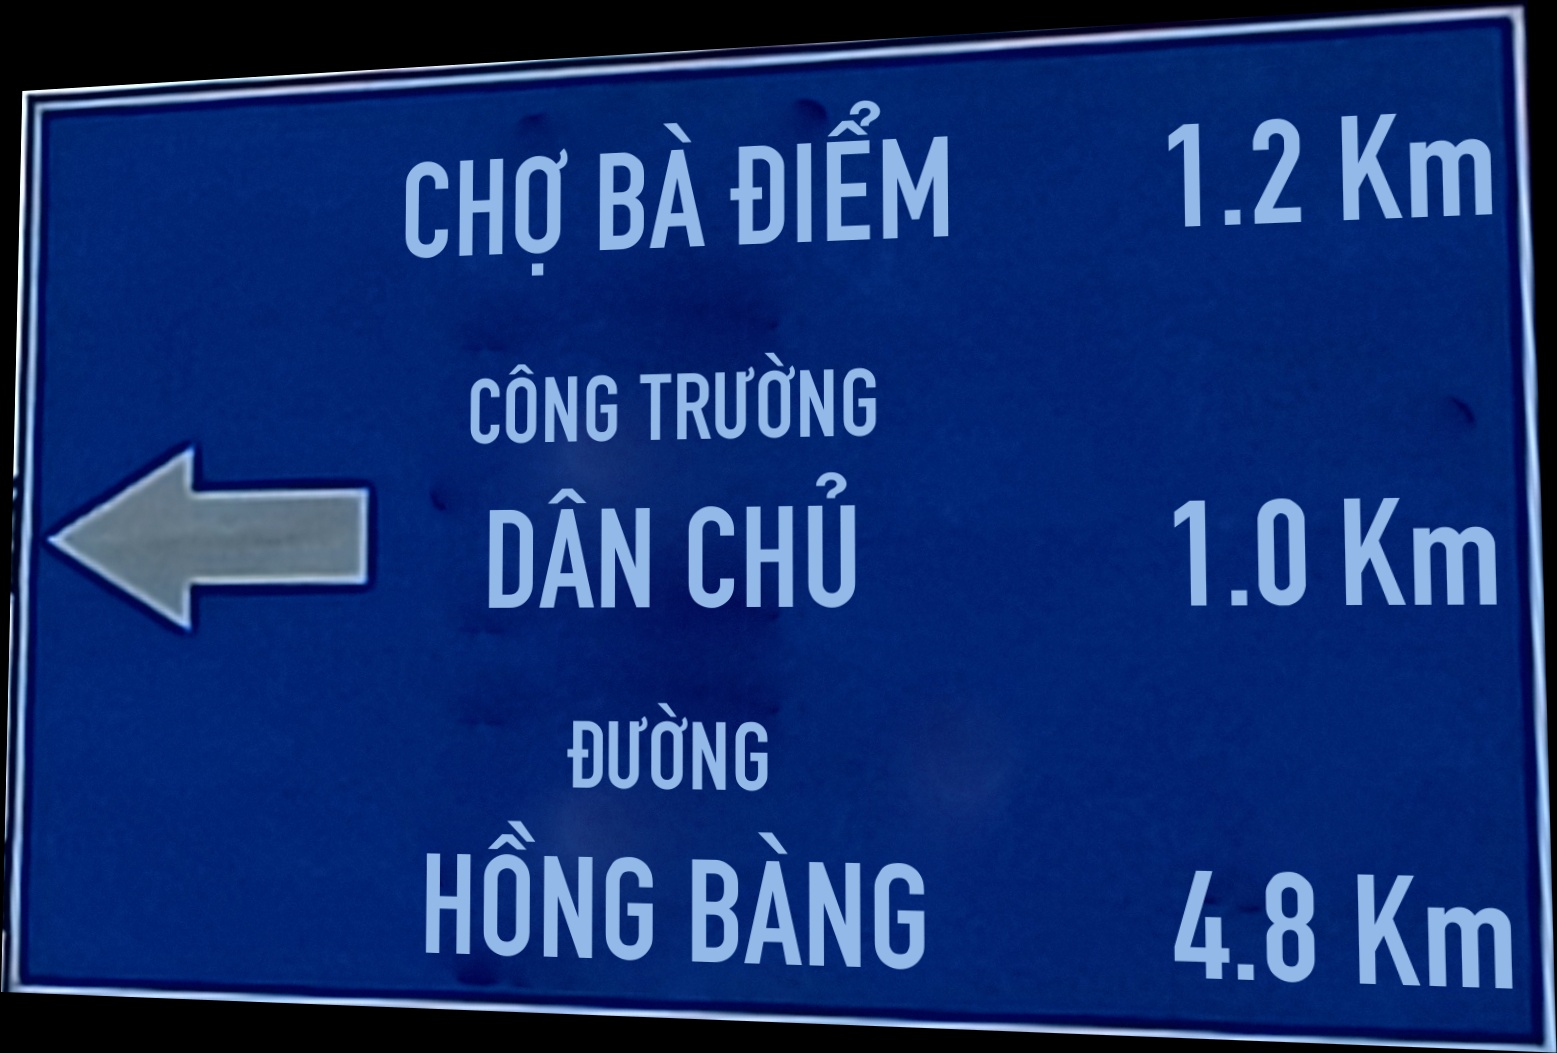 CHỢ BÀ ĐIỂM 1.2 Km
CÔNG TRƯỜNG
DÂN CHỦ 1.0 Km
ĐƯỜNG
HỒNG BÀNG 4.8 Km